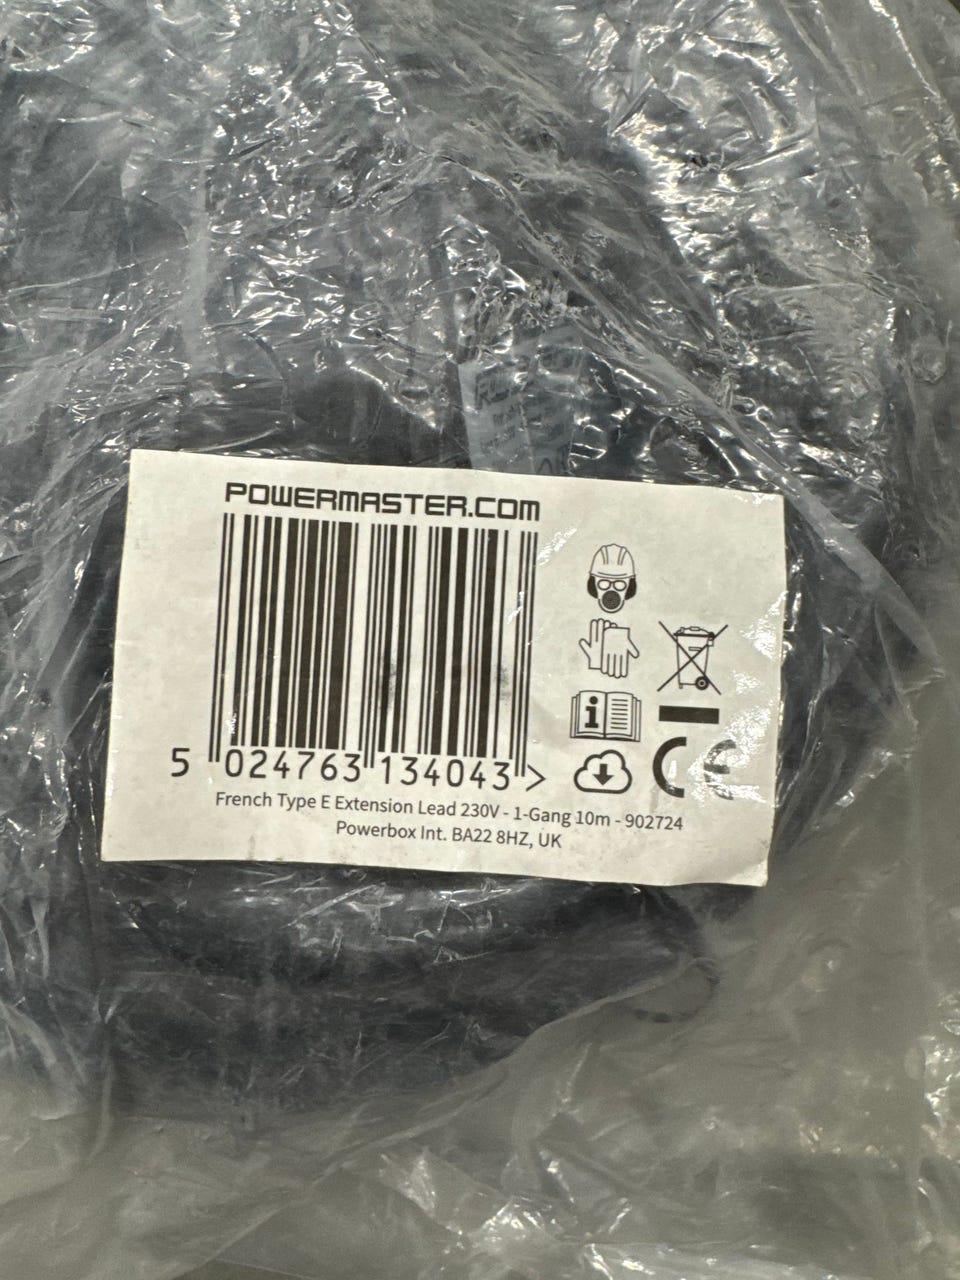 POWERMASTER.COM
5 024763 134043 >
French Type E Extension Lead 230V - 1-Gang 10m - 902724
Powerbox Int. BA22 8HZ, UK
i
CE